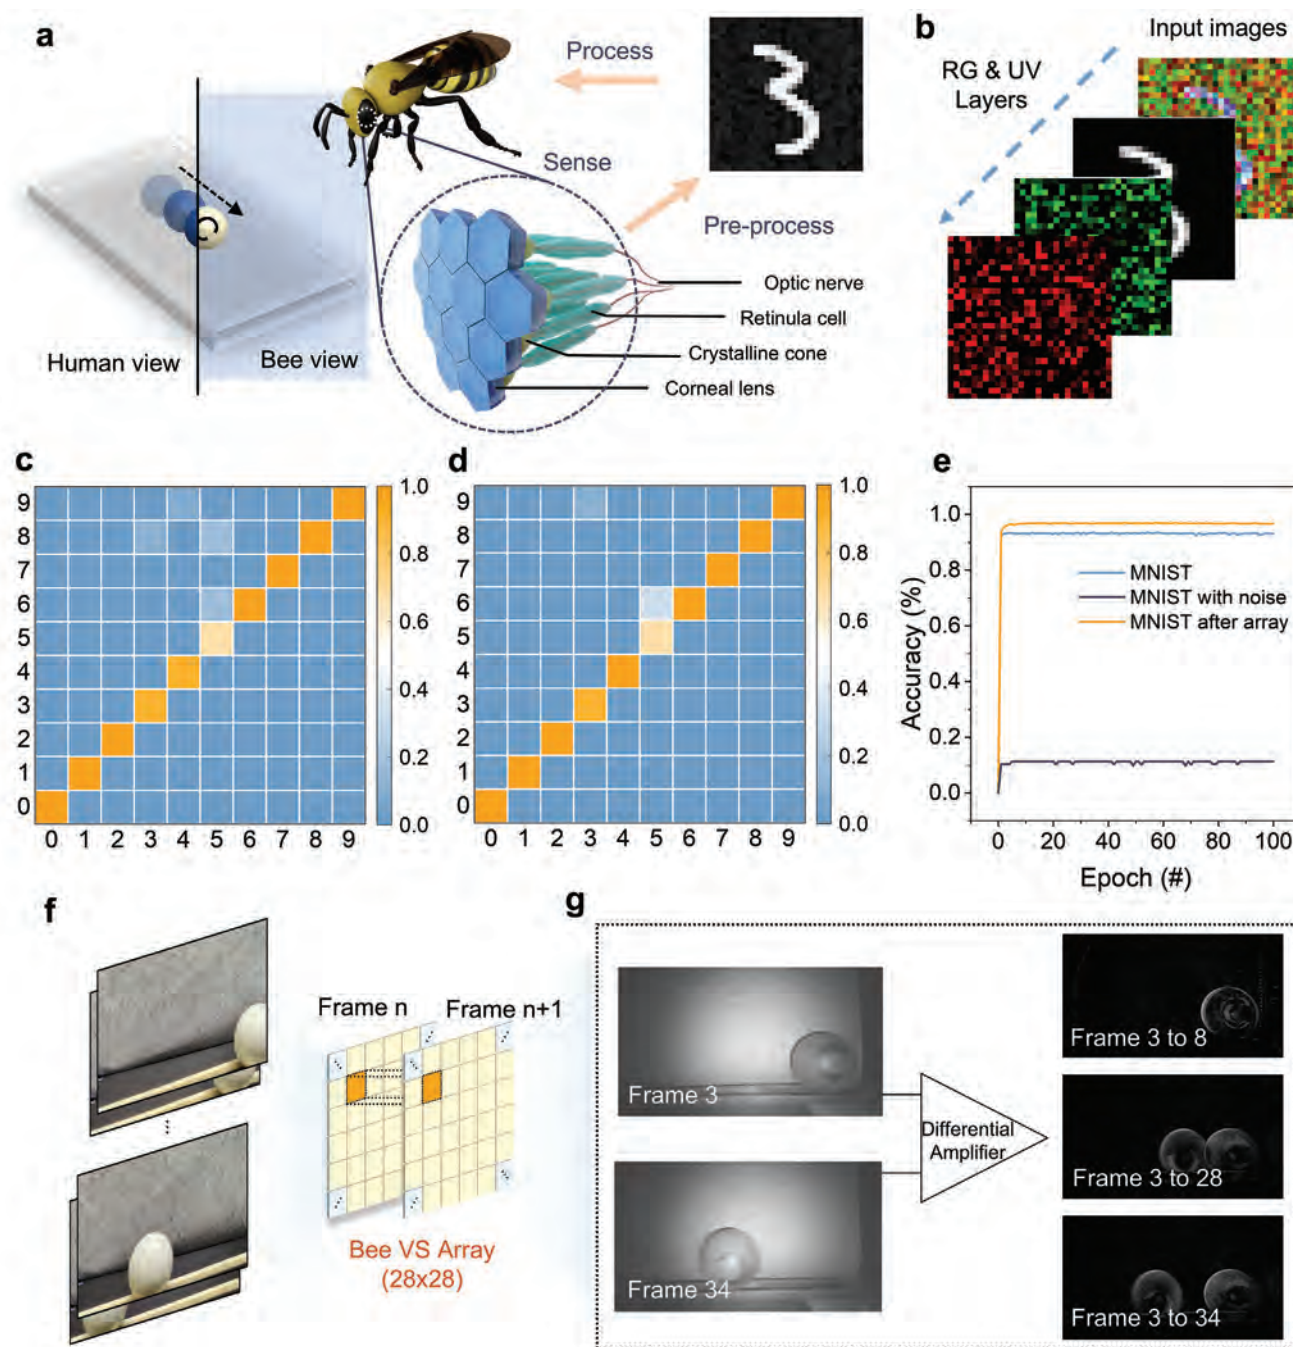 a
Process
Sense
Pre-process
Optic nerve
Retinula cell
Crystalline cone
Corneal lens
Human view
Bee view
b
Input images
RG & UV
Layers
c
9
8
7
6
5
4
3
2
1
0
0 1 2 3 4 5 6 7 8 9
1.0
0.8
0.6
0.4
0.2
0.0
d
9
8
7
6
5
4
3
2
1
0
0 1 2 3 4 5 6 7 8 9
1.0
0.8
0.6
0.4
0.2
0.0
e
Accuracy (%)
1.0
0.8
0.6
0.4
0.2
0.0
MNIST
MNIST with noise
MNIST after array
0 20 40 60 80 100
Epoch (#)
f
Frame n
Frame n+1
Bee VS Array
(28x28)
g
Frame 3
Frame 34
Differential
Amplifier
Frame 3 to 8
Frame 3 to 28
Frame 3 to 34